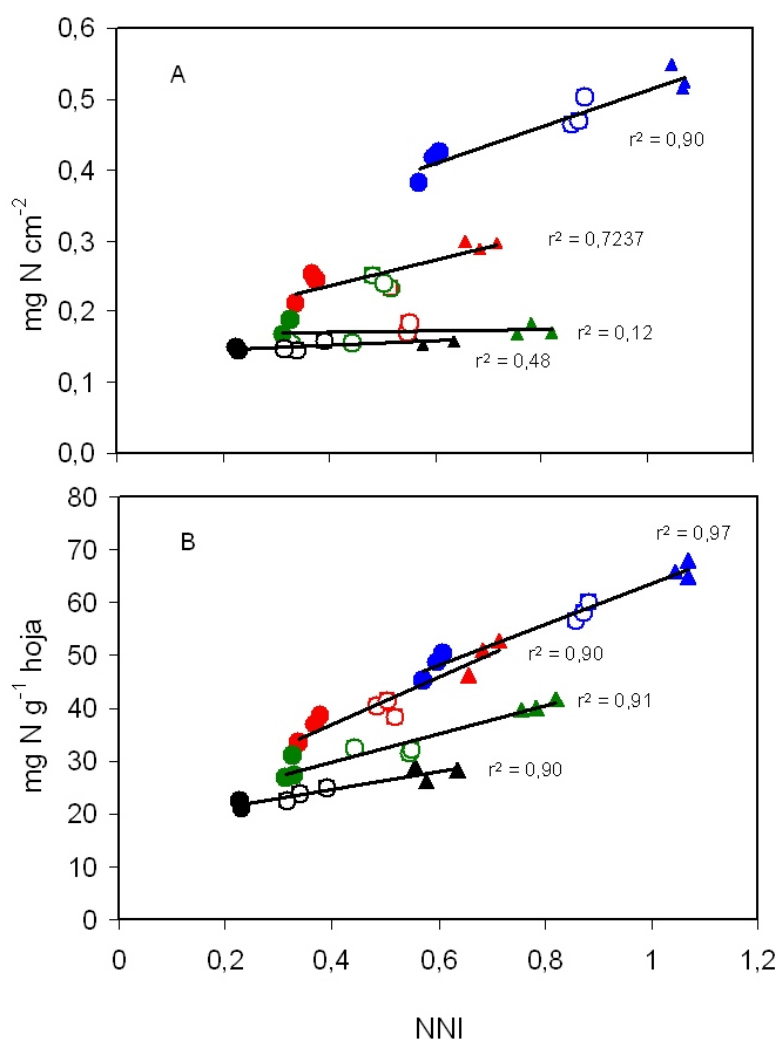 0,6
A
0,5
r² = 0,90
0,4
mg N cm⁻²
0,3
r² = 0,7237
0,2
r² = 0,12
r² = 0,48
0,1
0,0
80
B
r² = 0,97
70
60
50
r² = 0,90
mg N g⁻¹ hoja
40
r² = 0,91
30
r² = 0,90
20
10
0
0 0,2 0,4 0,6 0,8 1 1,2
NNI